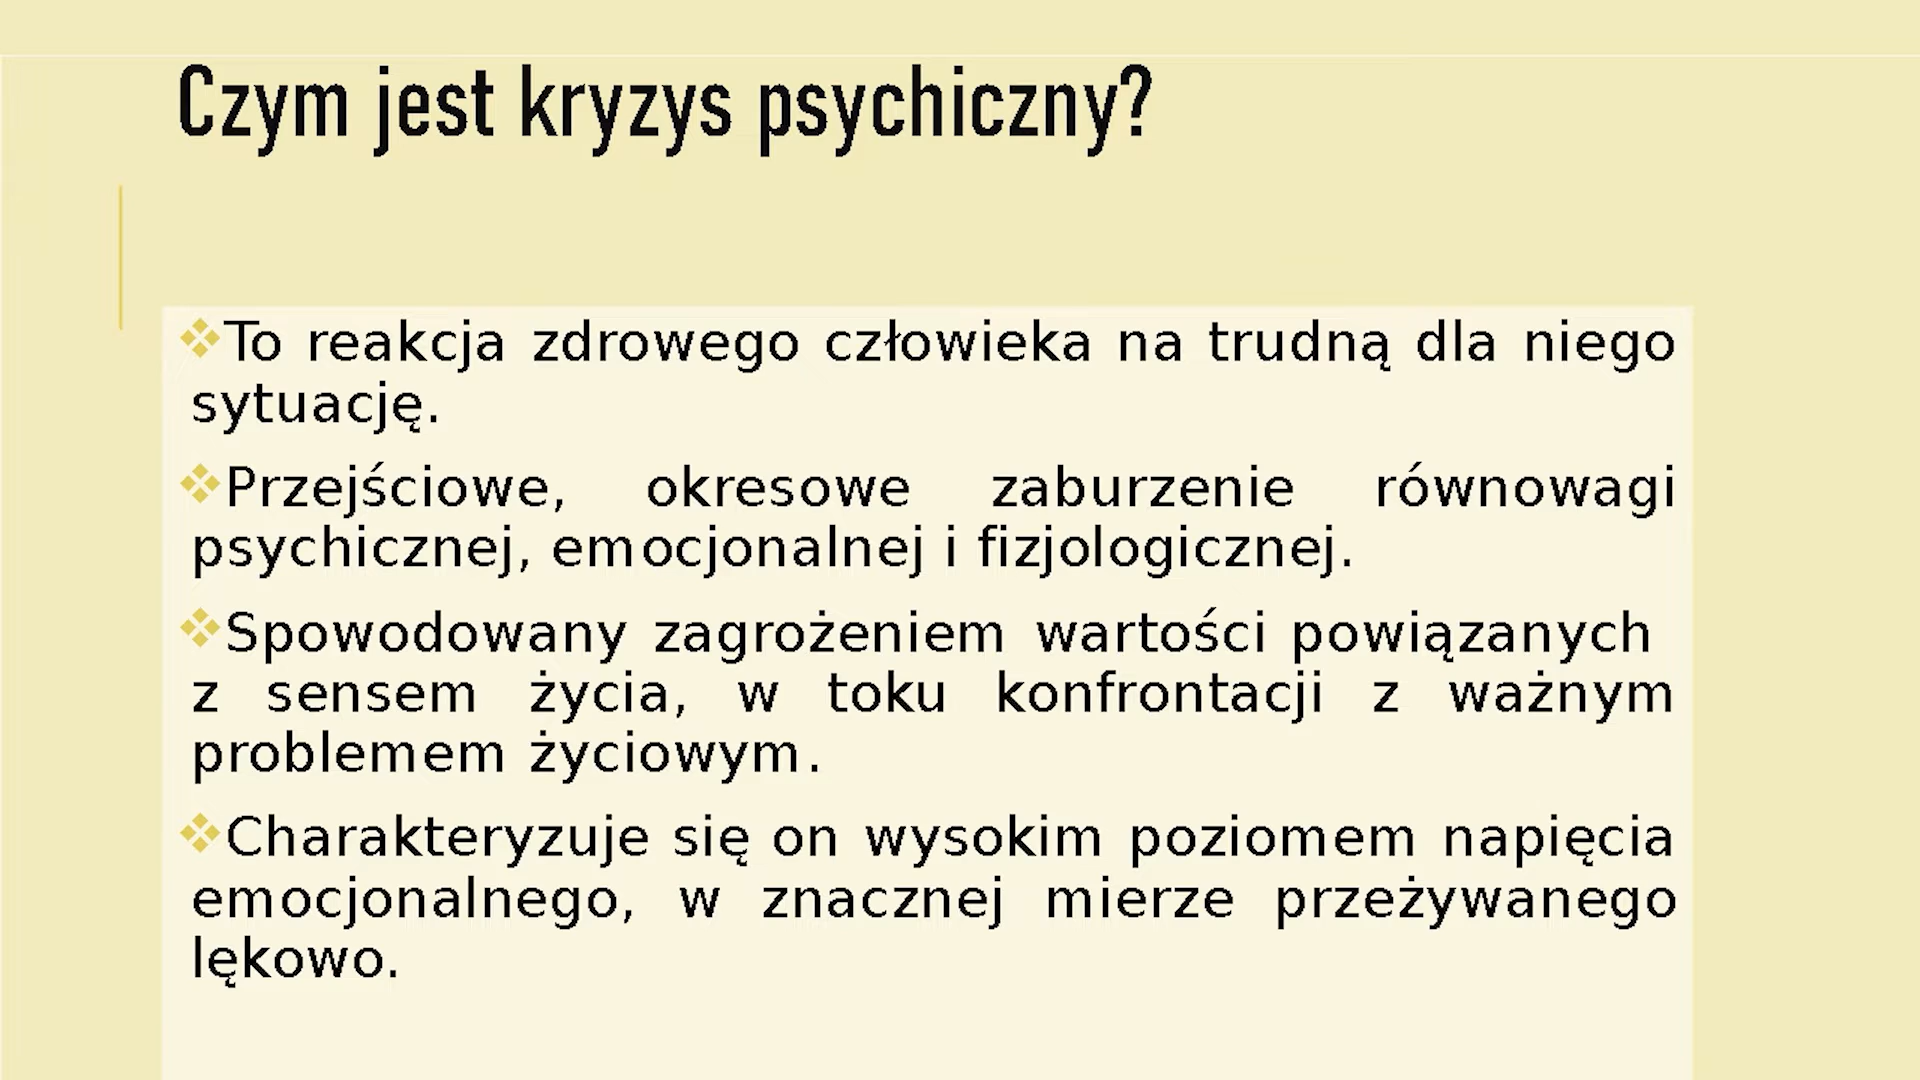 Czym jest kryzys psychiczny?
❖To reakcja zdrowego człowieka na trudną dla niego
sytuację.
❖Przejściowe, okresowe zaburzenie równowagi
psychicznej, emocjonalnej i fizjologicznej.
❖Spowodowany zagrożeniem wartości powiązanych
z sensem życia, w toku konfrontacji z ważnym
problemem życiowym.
❖Charakteryzuje się on wysokim poziomem napięcia
emocjonalnego, w znacznej mierze przeżywanego
lękowo.